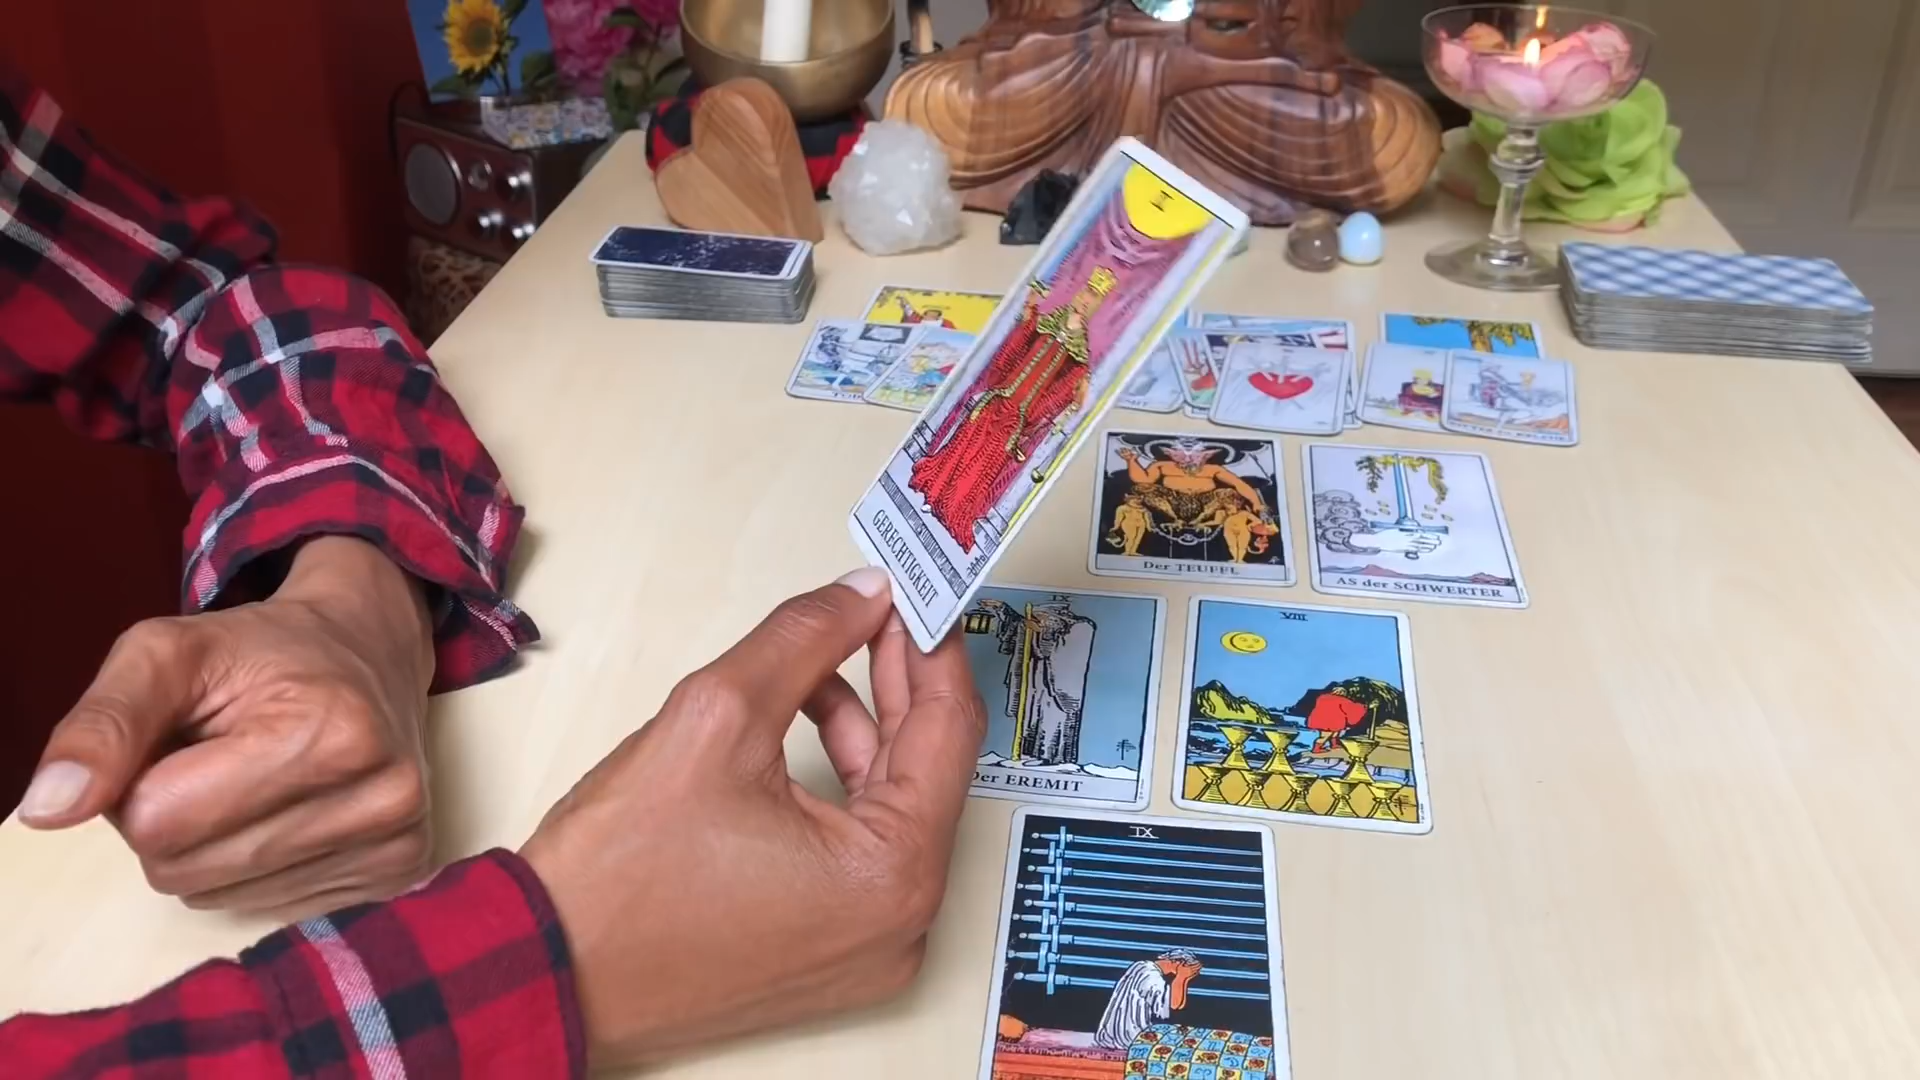 GERECHTIGKEIT
Der TEUFEL
AS der SCHWERTER
IX
VIII
Der EREMIT
IX